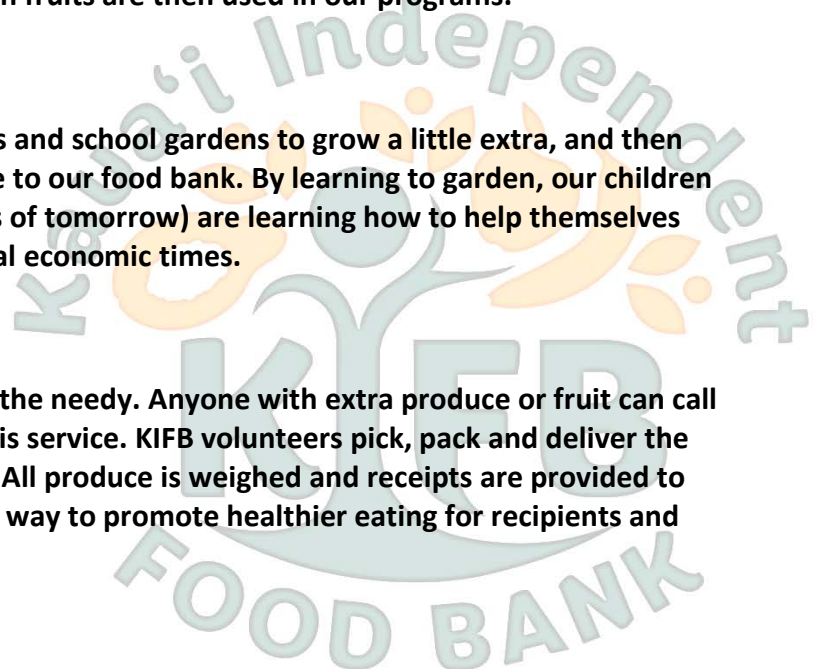 fruits are then used in our programs.
Kaua‘i Independent
s and school gardens to grow a little extra, and then
e to our food bank. By learning to garden, our children
s of tomorrow) are learning how to help themselves
al economic times.
KIFB
the needy. Anyone with extra produce or fruit can call
is service. KIFB volunteers pick, pack and deliver the
All produce is weighed and receipts are provided to
way to promote healthier eating for recipients and
FOOD BANK